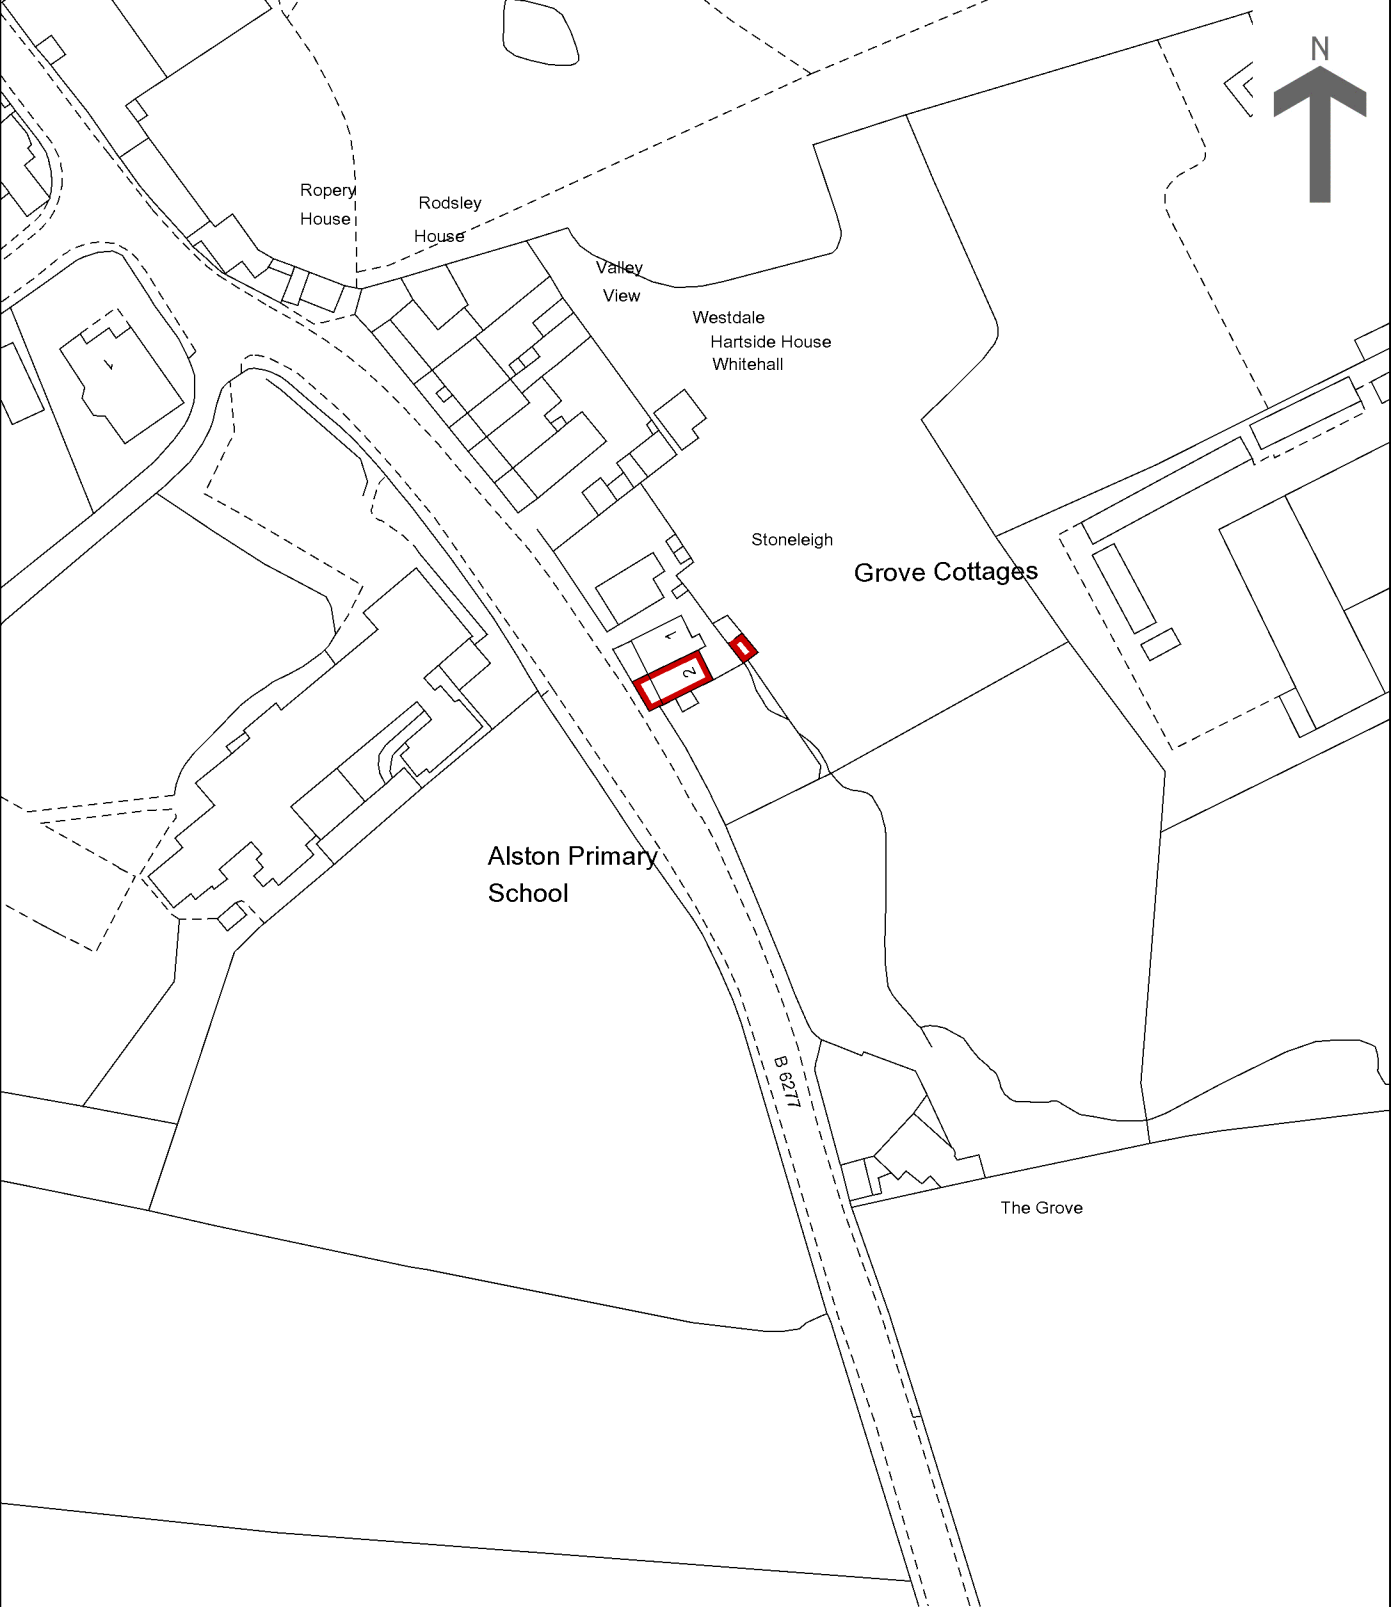 N
Ropery
House
Rodsley
House
Valley
View
Westdale
Hartside House
Whitehall
1
Stoneleigh
Grove Cottages
1
2
Alston Primary
School
B 6277
The Grove